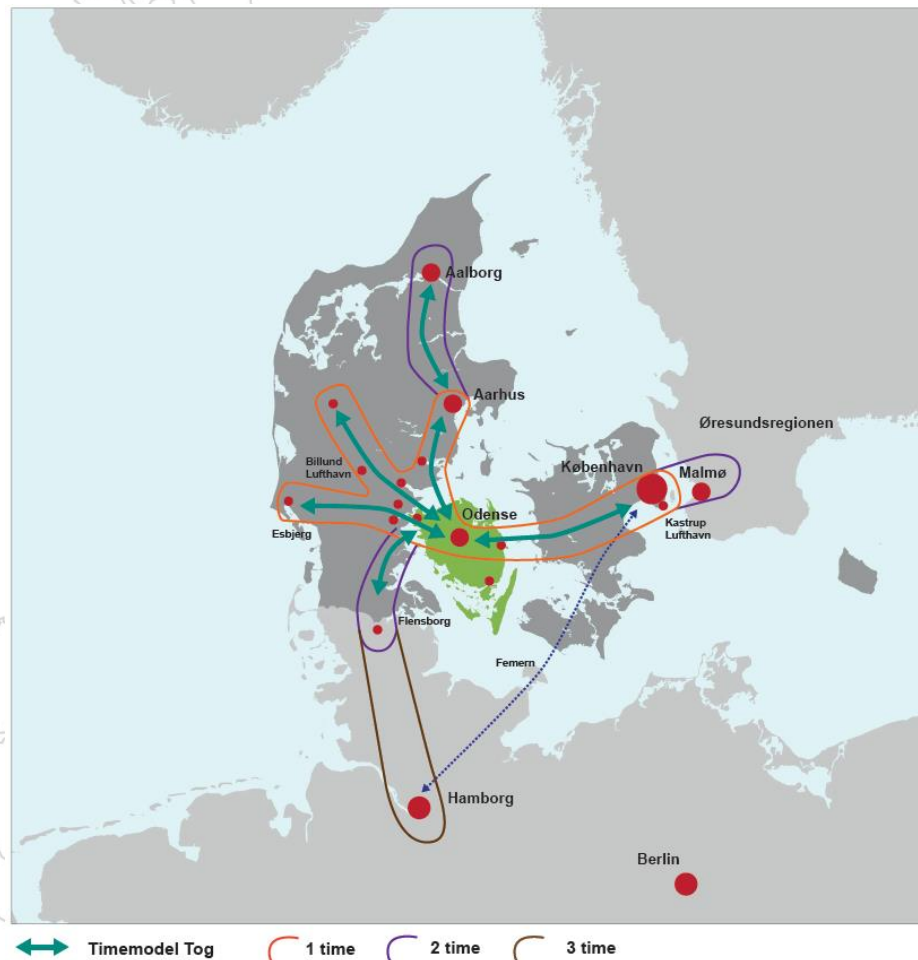 Aalborg
Aarhus
Øresundsregionen
Billund
Lufthavn
København
Malmø
Kastrup
Lufthavn
Odense
Esbjerg
Flensborg
Femern
Hamborg
Berlin
Timemodel Tog
1 time
2 time
3 time